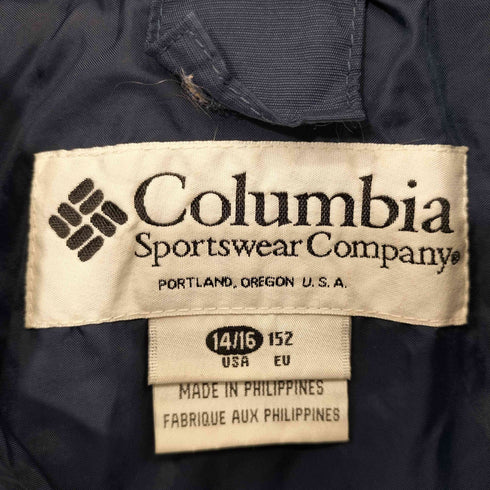 Columbia
Sportswear Company®
PORTLAND, OREGON U.S.A.
14/16 152
USA EU
MADE IN PHILIPPINES
FABRIQUE AUX PHILIPPINES